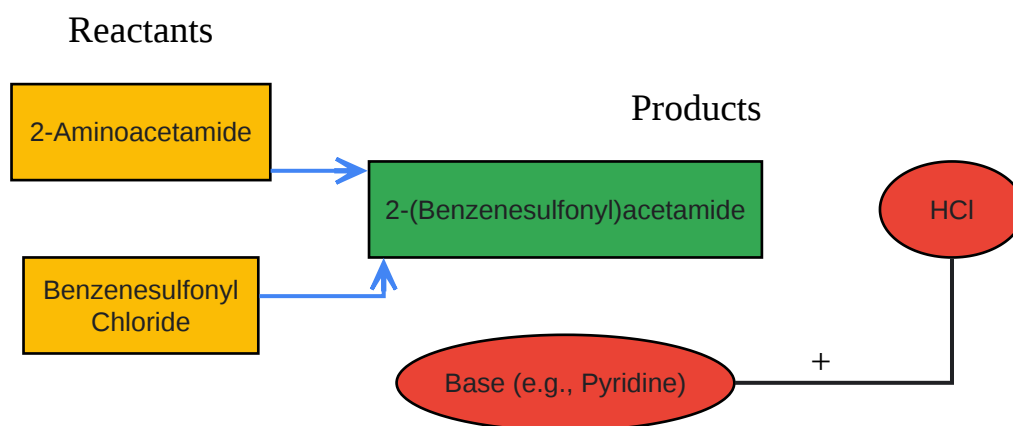 Reactants
2-Aminoacetamide
Products
2-(Benzenesulfonyl)acetamide
HCl
Benzenesulfonyl
Chloride
+
Base (e.g., Pyridine)